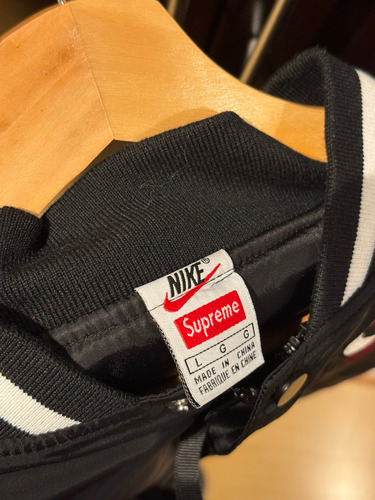 NIKE®
Supreme
L G G
MADE IN CHINA
FABRIQUÉ EN CHINE